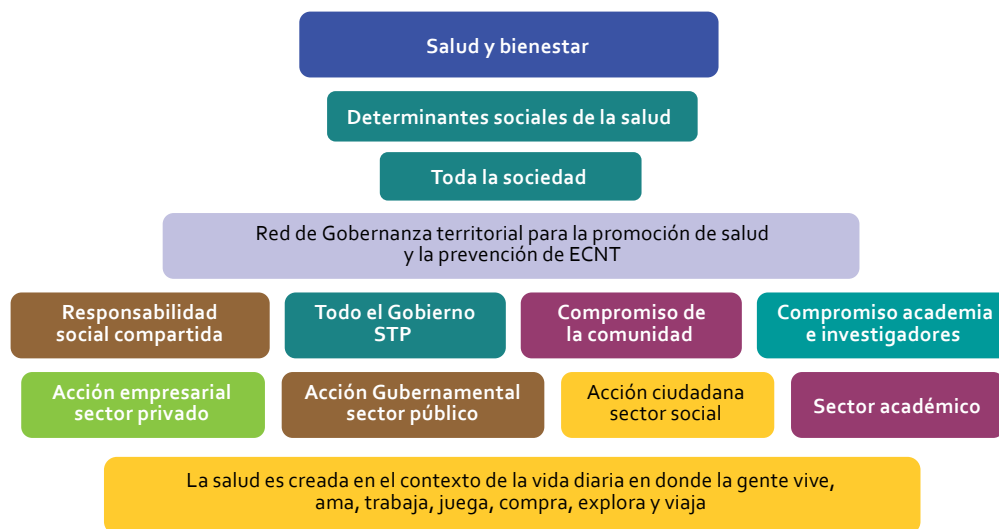 Salud y bienestar
Determinantes sociales de la salud
Toda la sociedad
Red de Gobernanza territorial para la promoción de salud
y la prevención de ECNT
Responsabilidad
social compartida
Todo el Gobierno
STP
Compromiso de
la comunidad
Compromiso academia
e investigadores
Acción empresarial
sector privado
Acción Gubernamental
sector público
Acción ciudadana
sector social
Sector académico
La salud es creada en el contexto de la vida diaria en donde la gente vive,
ama, trabaja, juega, compra, explora y viaja